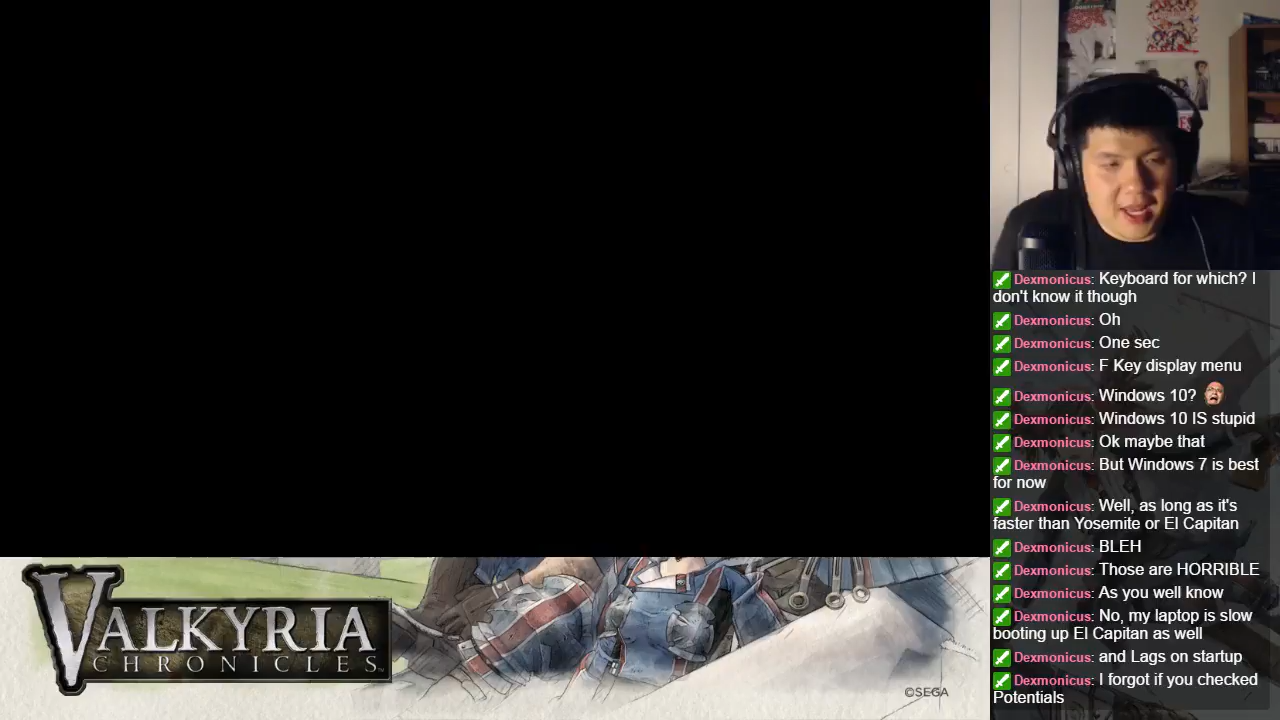 Dexmonicus: Keyboard for which? I
don't know it though
Dexmonicus: Oh
Dexmonicus: One sec
Dexmonicus: F Key display menu
Dexmonicus: Windows 10?
Dexmonicus: Windows 10 IS stupid
Dexmonicus: Ok maybe that
Dexmonicus: But Windows 7 is best
for now
Dexmonicus: Well, as long as it's
faster than Yosemite or El Capitan
Dexmonicus: BLEH
Dexmonicus: Those are HORRIBLE
Dexmonicus: As you well know
Dexmonicus: No, my laptop is slow
booting up El Capitan as well
Dexmonicus: and Lags on startup
Dexmonicus: I forgot if you checked
Potentials
VALKYRIA
CHRONICLES
©SEGA